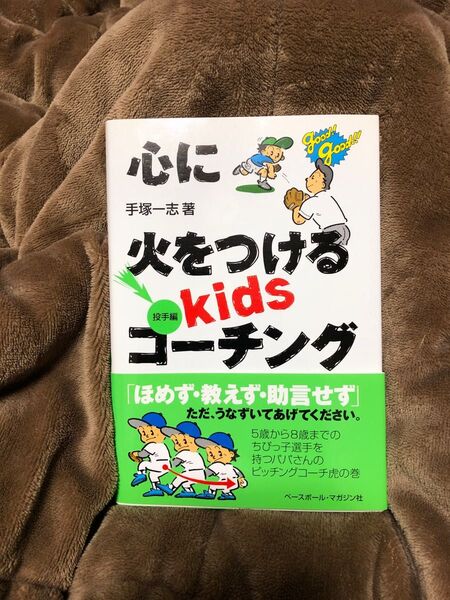 心に
good!
good!!
手塚一志 著
火をつける
kids
投手編
コーチング
「ほめず・教えず・助言せず」
ただ、うなずいてあげてください。
5歳から8歳までの
ちびっ子選手を
持つパパさんの
ピッチングコーチ虎の巻
ベースボール・マガジン社